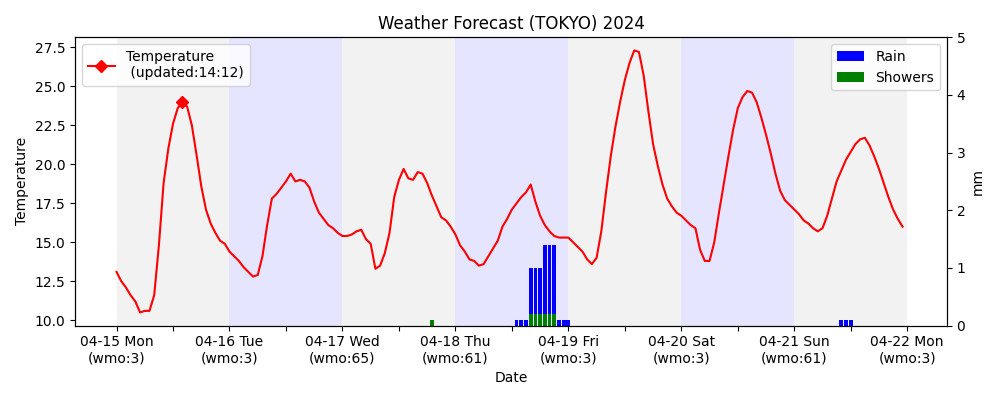 Weather Forecast (TOKYO) 2024
Temperature
(updated:14:12)
Rain
Showers
27.5
25.0
22.5
20.0
17.5
15.0
12.5
10.0
Temperature
5
4
3
2
1
0
mm
04-15 Mon
(wmo:3)
04-16 Tue
(wmo:3)
04-17 Wed
(wmo:65)
04-18 Thu
(wmo:61)
04-19 Fri
(wmo:3)
04-20 Sat
(wmo:3)
04-21 Sun
(wmo:61)
04-22 Mon
(wmo:3)
Date